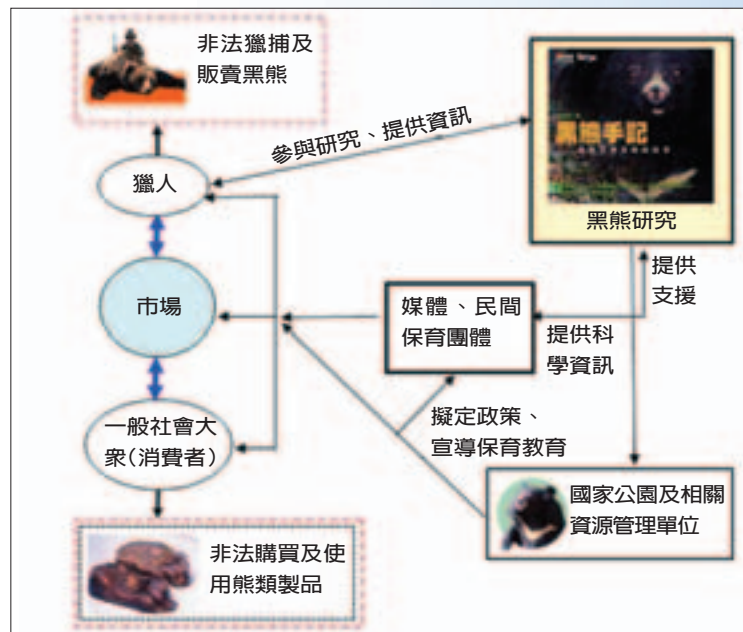 非法獵捕及
販賣黑熊
參與研究、提供資訊
黑熊手記
黑熊研究
獵人
提供
支援
市場
媒體、民間
保育團體
提供科
學資訊
一般社會大
眾(消費者)
擬定政策、
宣導保育教育
國家公園及相關
資源管理單位
非法購買及使
用熊類製品